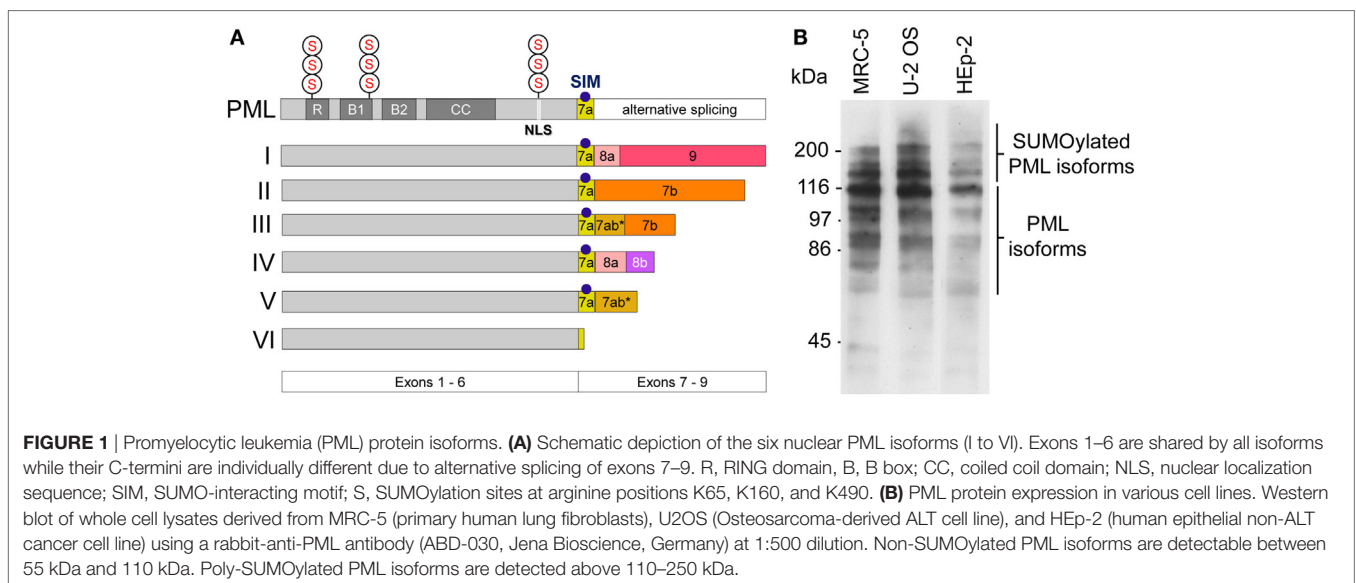 A
S S S
S S S
S S S
SIM
PML R B1 B2 CC 7a alternative splicing
NLS
I 7a 8a 9
II 7a 7b
III 7a 7ab* 7b
IV 7a 8a 8b
V 7a 7ab*
VI
Exons 1 - 6 Exons 7 - 9
B
kDa MRC-5 U-2 OS HEp-2
200
116
97
86
45
SUMOylated
PML isoforms
PML
isoforms
FIGURE 1 | Promyelocytic leukemia (PML) protein isoforms. (A) Schematic depiction of the six nuclear PML isoforms (I to VI). Exons 1–6 are shared by all isoforms
while their C-termini are individually different due to alternative splicing of exons 7–9. R, RING domain, B, B box; CC, coiled coil domain; NLS, nuclear localization
sequence; SIM, SUMO-interacting motif; S, SUMOylation sites at arginine positions K65, K160, and K490. (B) PML protein expression in various cell lines. Western
blot of whole cell lysates derived from MRC-5 (primary human lung fibroblasts), U2OS (Osteosarcoma-derived ALT cell line), and HEp-2 (human epithelial non-ALT
cancer cell line) using a rabbit-anti-PML antibody (ABD-030, Jena Bioscience, Germany) at 1:500 dilution. Non-SUMOylated PML isoforms are detectable between
55 kDa and 110 kDa. Poly-SUMOylated PML isoforms are detected above 110–250 kDa.